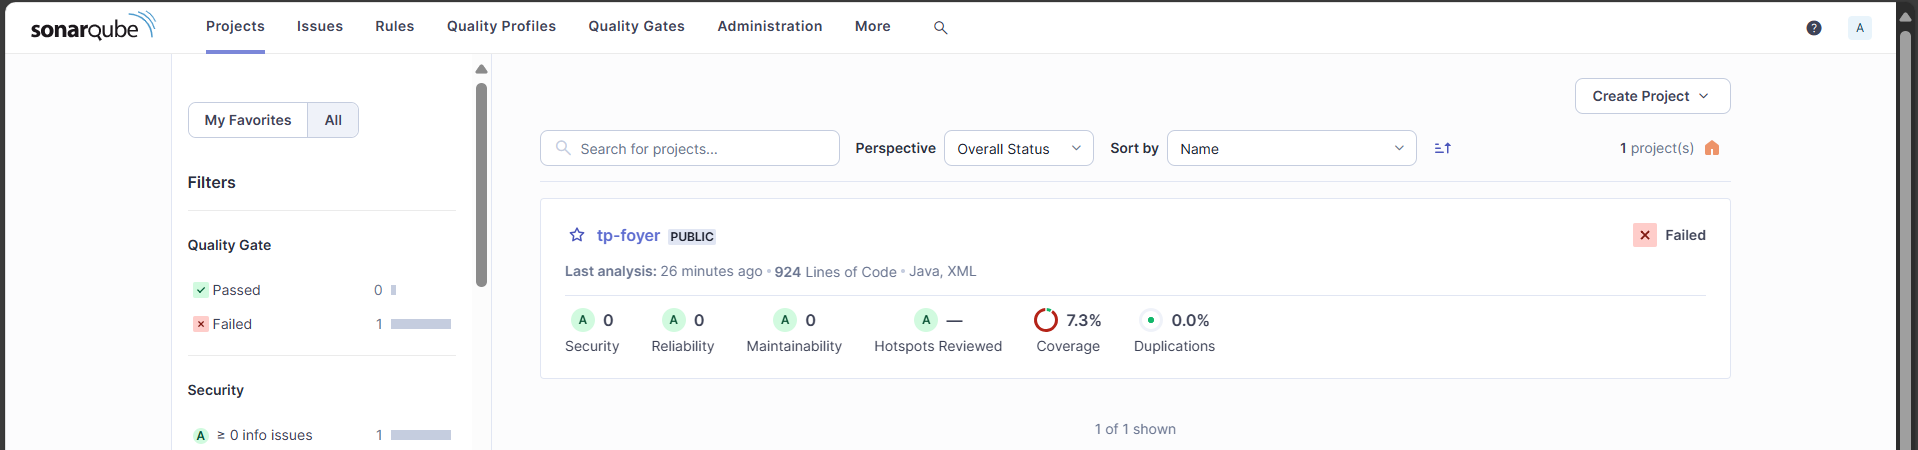 sonarqube Projects Issues Rules Quality Profiles Quality Gates Administration More ? A
My Favorites All
Filters
Quality Gate
Passed 0
Failed 1
Security
A ≥ 0 info issues 1
Create Project
Search for projects... Perspective Overall Status Sort by Name 1 project(s)
tp-foyer PUBLIC Failed
Last analysis: 26 minutes ago • 924 Lines of Code • Java, XML
A 0 A 0 A 0 A — 7.3% 0.0%
Security Reliability Maintainability Hotspots Reviewed Coverage Duplications
1 of 1 shown